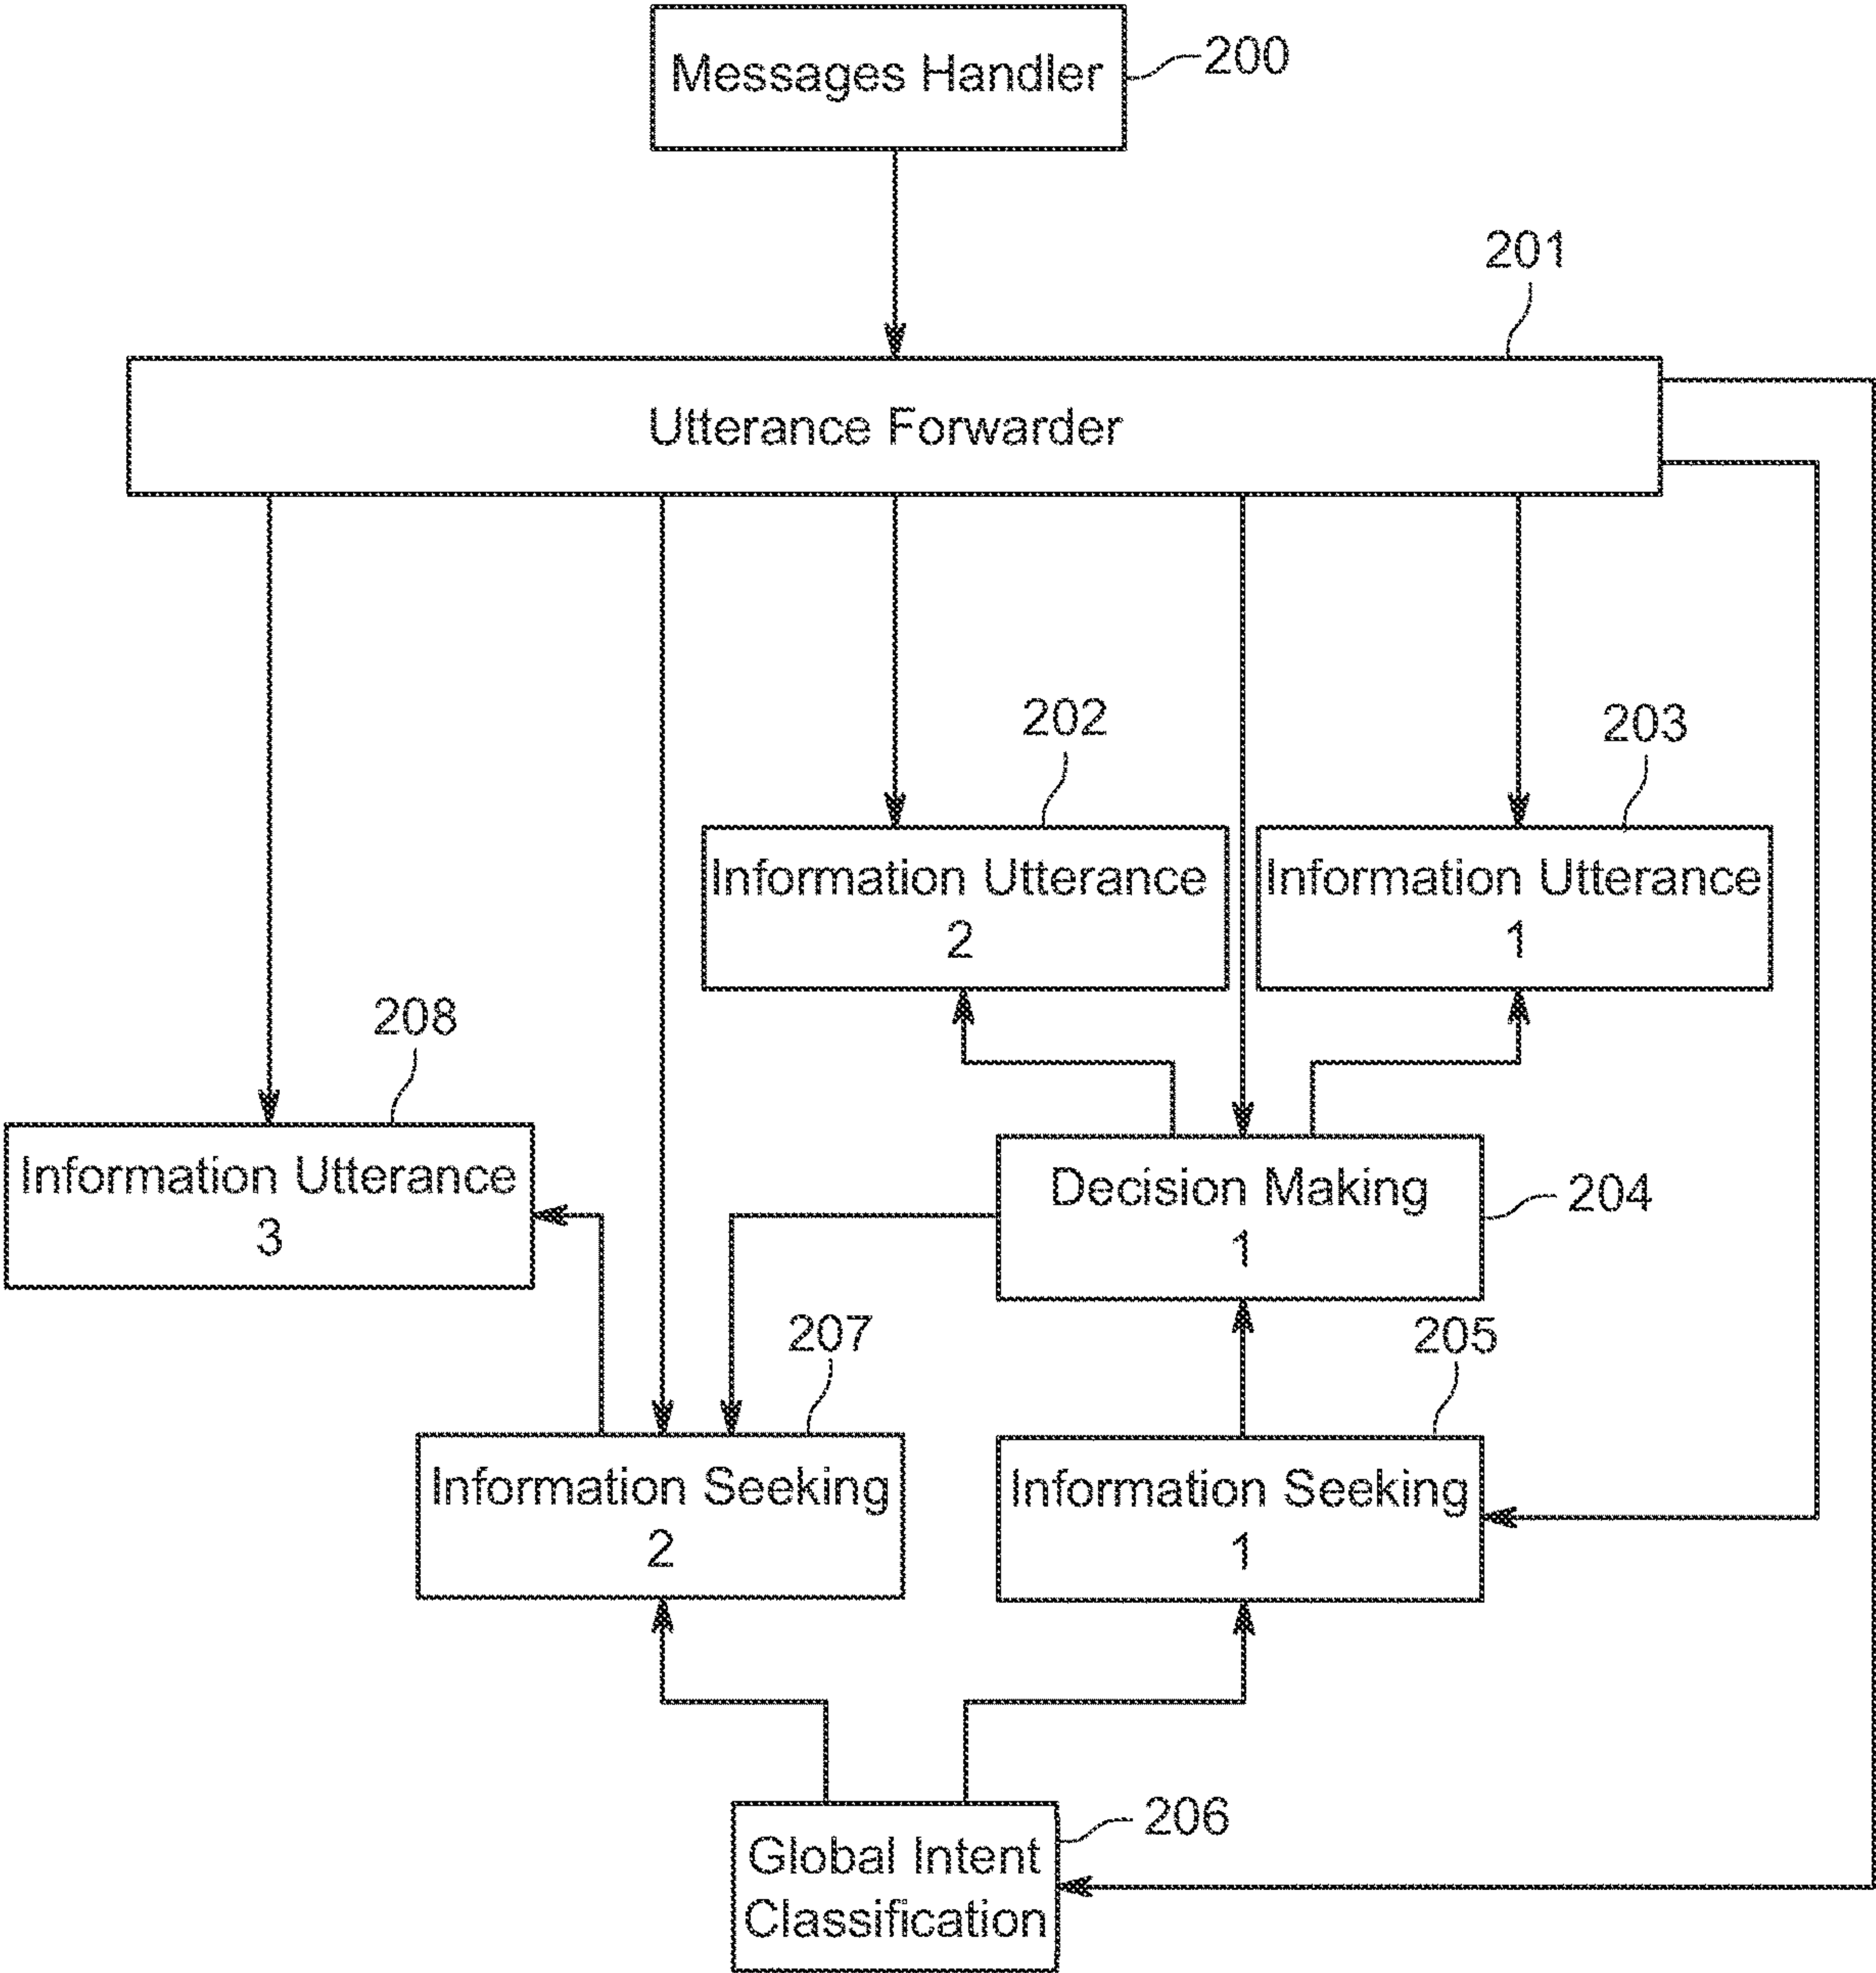 Messages Handler
200
201
Utterance Forwarder
202
203
Information Utterance
2
Information Utterance
1
208
Information Utterance
3
Decision Making
1
204
207
205
Information Seeking
2
Information Seeking
1
206
Global Intent
Classification